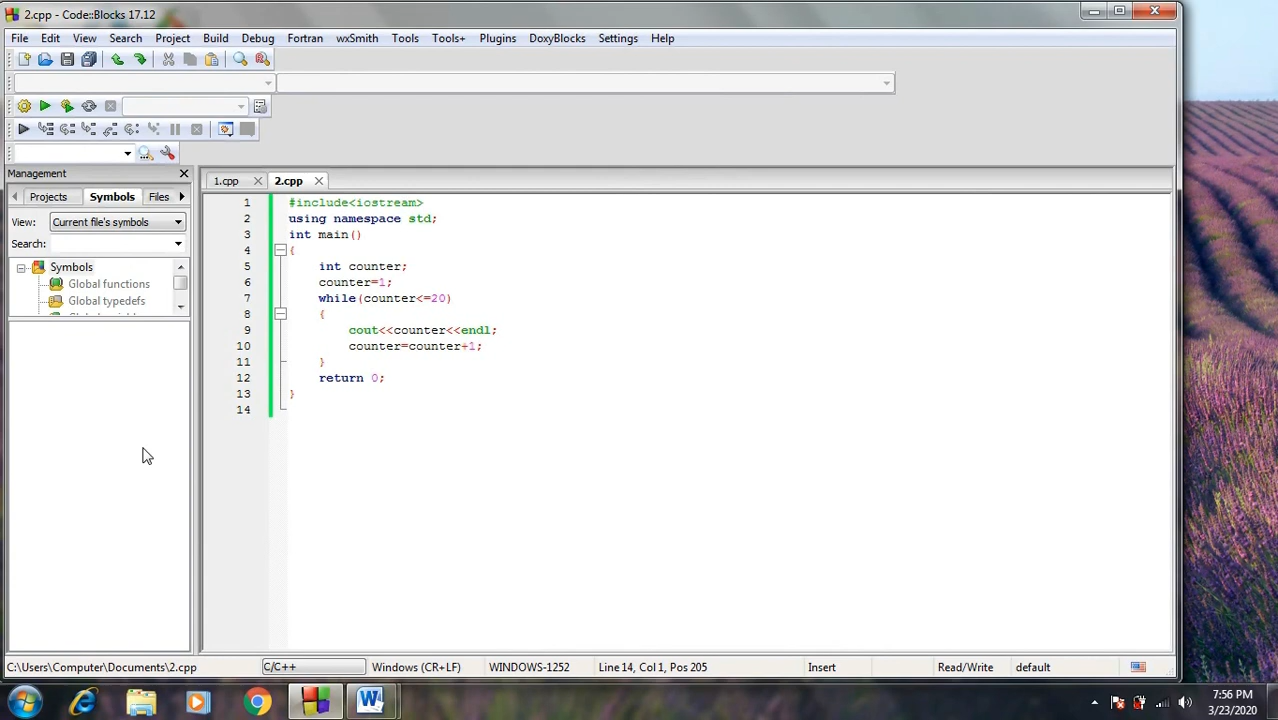 2.cpp - Code::Blocks 17.12
File Edit View Search Project Build Debug Fortran wxSmith Tools Tools+ Plugins DoxyBlocks Settings Help
Management
Projects Symbols Files
View: Current file's symbols
Search:
Symbols
Global functions
Global typedefs
1.cpp 2.cpp
1 #include<iostream>
2 using namespace std;
3 int main()
4 {
5 int counter;
6 counter=1;
7 while(counter<=20)
8 {
9 cout<<counter<<endl;
10 counter=counter+1;
11 }
12 return 0;
13 }
14
C:\Users\Computer\Documents\2.cpp C/C++ Windows (CR+LF) WINDOWS-1252 Line 14, Col 1, Pos 205 Insert Read/Write default
7:56 PM
3/23/2020